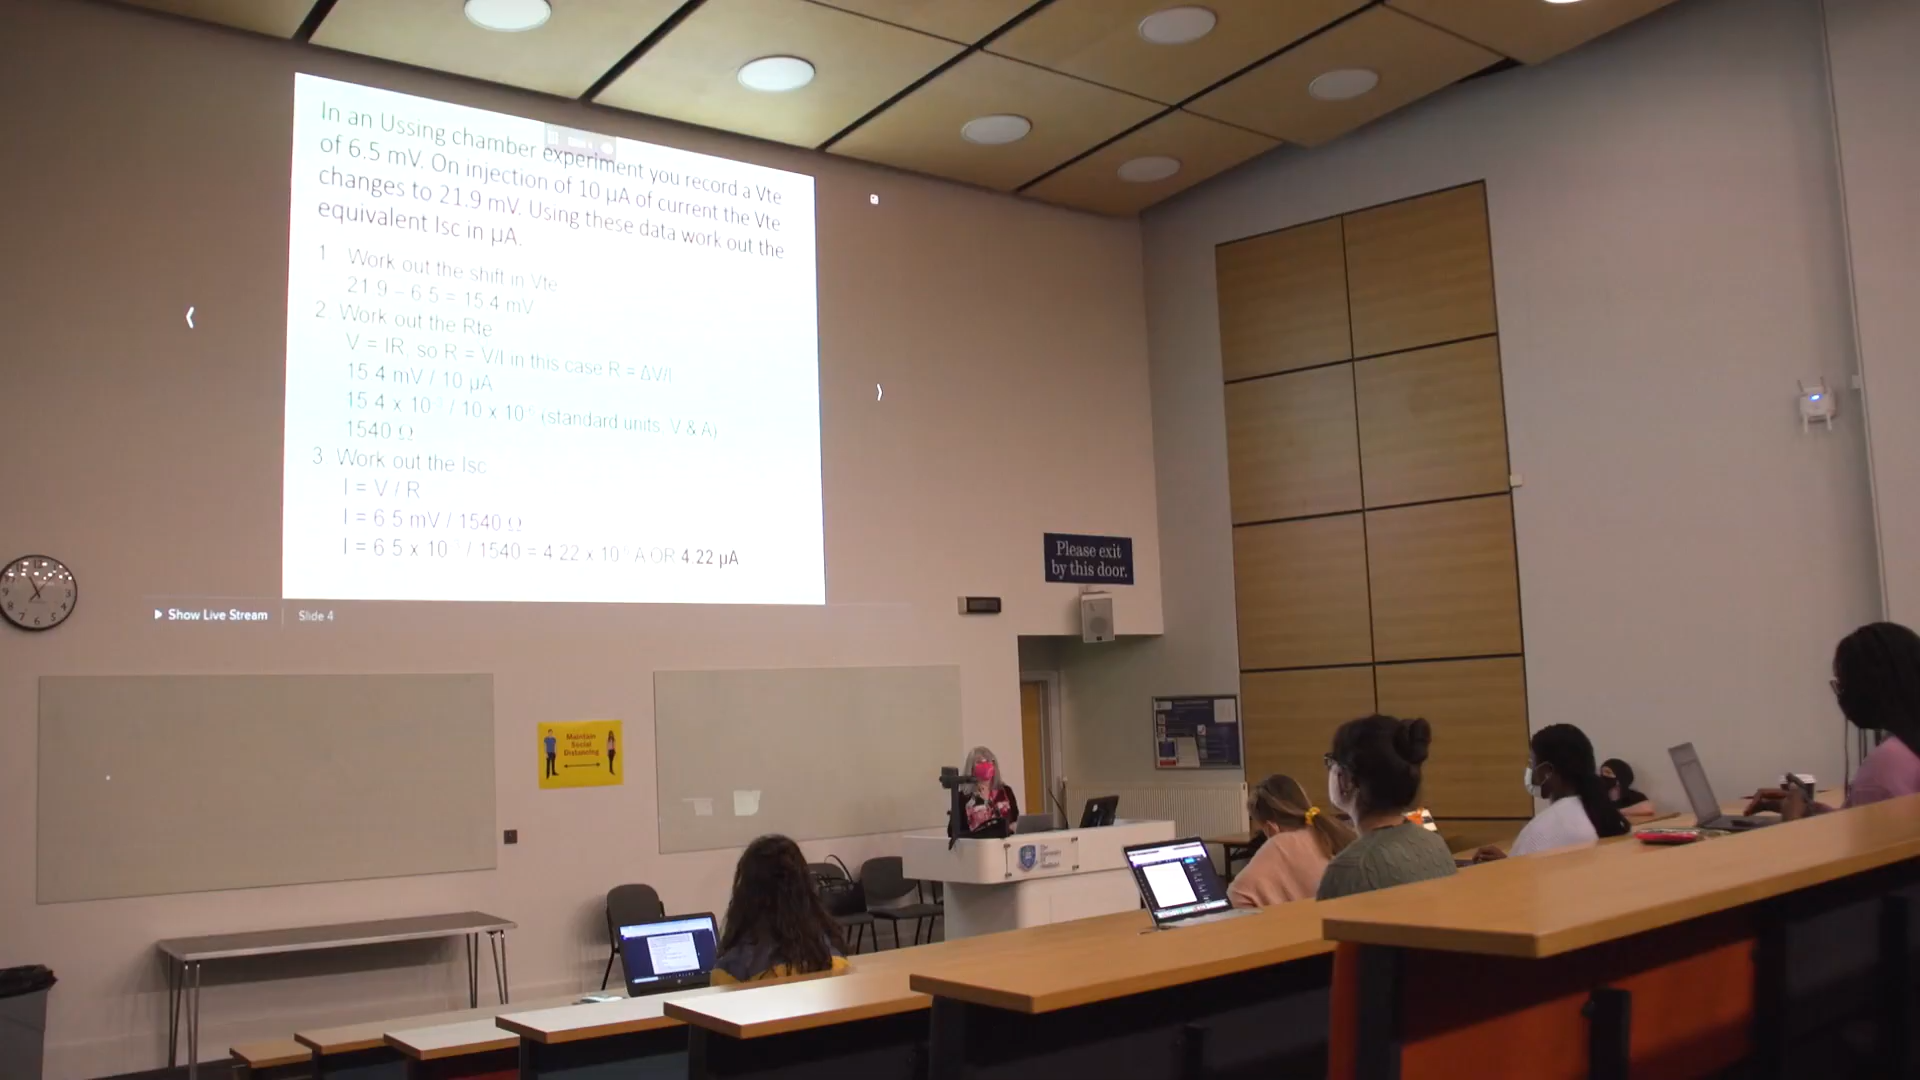 In an Ussing chamber experiment you record a Vte
of 6.5 mV. On injection of 10 µA of current the Vte
changes to 21.9 mV. Using these data work out the
equivalent Isc in µA.
1. Work out the shift in Vte
21.9 – 6.5 = 15.4 mV
2. Work out the Rte
V = IR, so R = V/I in this case R = ΔV/I
15.4 mV / 10 µA
15.4 x 10 / 10 x 10 (standard units, V & A)
1540 Ω
3. Work out the Isc
I = V / R
I = 6.5 mV / 1540 Ω
I = 6.5 x 10 / 1540 = 4.22 x 10 A OR 4.22 µA
Show Live Stream
Slide 4
Please exit
by this door.
Maintain
Social
Distancing